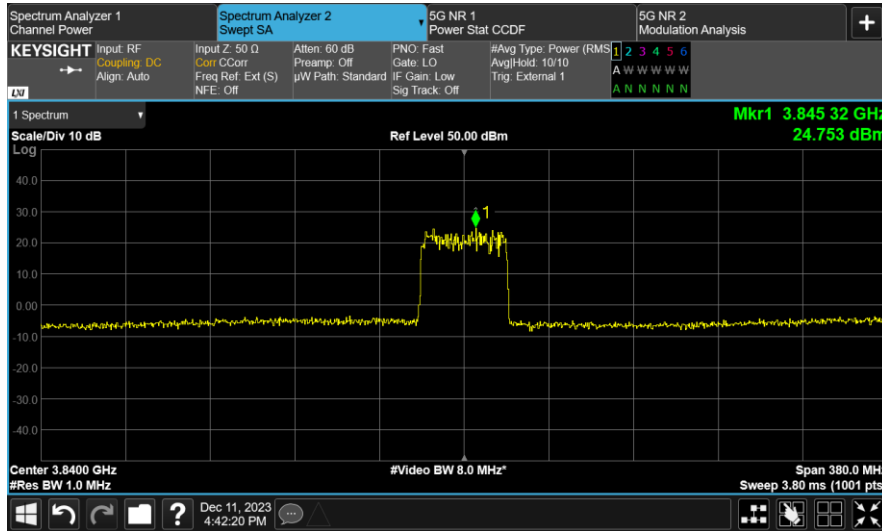 Spectrum Analyzer 1
Channel Power
Spectrum Analyzer 2
Swept SA
5G NR 1
Power Stat CCDF
5G NR 2
Modulation Analysis
KEYSIGHT
LXI
Input: RF
Coupling: DC
Align: Auto
Input Z: 50 Ω
Corr CCorr
Freq Ref: Ext (S)
NFE: Off
Atten: 60 dB
Preamp: Off
µW Path: Standard
PNO: Fast
Gate: LO
IF Gain: Low
Sig Track: Off
#Avg Type: Power (RMS
Avg|Hold: 10/10
Trig: External 1
1 2 3 4 5 6
A W W W W W
A N N N N N
1 Spectrum
Scale/Div 10 dB
Log
Ref Level 50.00 dBm
Mkr1 3.845 32 GHz
24.753 dBm
40.0
30.0
20.0
10.0
0.00
-10.0
-20.0
-30.0
-40.0
1
Center 3.8400 GHz
#Res BW 1.0 MHz
#Video BW 8.0 MHz*
Span 380.0 MHz
Sweep 3.80 ms (1001 pts
?
Dec 11, 2023
4:42:20 PM